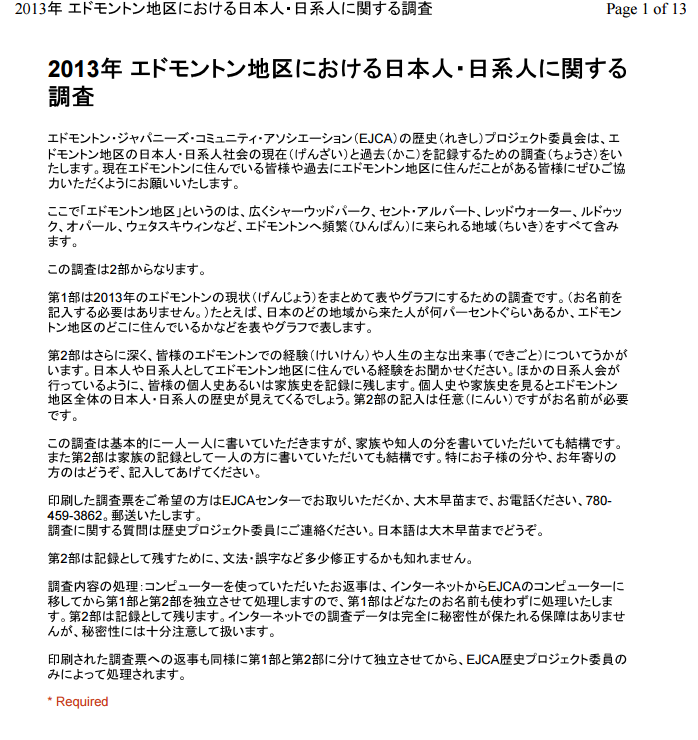 2013年 エドモントン地区における日本人・日系人に関する調査
Page 1 of 13
2013年 エドモントン地区における日本人・日系人に関する
調査
エドモントン・ジャパニーズ・コミュニティ・アソシエーション（EJCA）の歴史（れきし）プロジェクト委員会は、エ
ドモントン地区の日本人・日系人社会の現在（げんざい）と過去（かこ）を記録するための調査（ちょうさ）をい
たします。現在エドモントンに住んでいる皆様や過去にエドモントン地区に住んだことがある皆様にぜひご協
力いただくようにお願いいたします。
ここで「エドモントン地区」というのは、広くシャーウッドパーク、セント・アルバート、レッドウォーター、ルドゥッ
ク、オパール、ウェタスキウィンなど、エドモントンへ頻繁（ひんぱん）に来られる地域（ちいき）をすべて含み
ます。
この調査は2部からなります。
第1部は2013年のエドモントンの現状（げんじょう）をまとめて表やグラフにするための調査です。（お名前を
記入する必要はありません。）たとえば、日本のどの地域から来た人が何パーセントぐらいあるか、エドモン
トン地区のどこに住んでいるかなどを表やグラフで表します。
第2部はさらに深く、皆様のエドモントンでの経験（けいけん）や人生の主な出来事（できごと）についてうかが
います。日本人や日系人としてエドモントン地区に住んでいる経験をお聞かせください。ほかの日系人会が
行っているように、皆様の個人史あるいは家族史を記録に残します。個人史や家族史を見るとエドモントン
地区全体の日本人・日系人の歴史が見えてくるでしょう。第2部の記入は任意（にんい）ですがお名前が必要
です。
この調査は基本的に一人一人に書いていただきますが、家族や知人の分を書いていただいても結構です。
また第2部は家族の記録として一人の方に書いていただいても結構です。特にお子様の分や、お年寄りの
方のはどうぞ、記入してあげてください。
印刷した調査票をご希望の方はEJCAセンターでお取りいただくか、大木早苗まで、お電話ください、780-
459-3862。郵送いたします。
調査に関する質問は歴史プロジェクト委員にご連絡ください。日本語は大木早苗までどうぞ。
第2部は記録として残すために、文法・誤字など多少修正するかも知れません。
調査内容の処理：コンピューターを使っていただいたお返事は、インターネットからEJCAのコンピューターに
移してから第1部と第2部を独立させて処理しますので、第1部はどなたのお名前も使わずに処理いたしま
す。第2部は記録として残ります。インターネットでの調査データは完全に秘密性が保たれる保障はありませ
んが、秘密性には十分注意して扱います。
印刷された調査票への返事も同様に第1部と第2部に分けて独立させてから、EJCA歴史プロジェクト委員の
みによって処理されます。
* Required